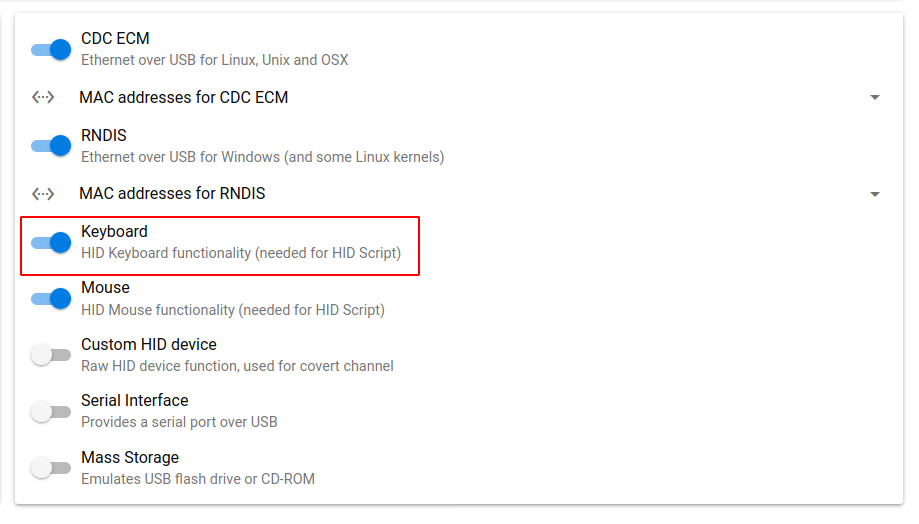 CDC ECM
Ethernet over USB for Linux, Unix and OSX
MAC addresses for CDC ECM
RNDIS
Ethernet over USB for Windows (and some Linux kernels)
MAC addresses for RNDIS
Keyboard
HID Keyboard functionality (needed for HID Script)
Mouse
HID Mouse functionality (needed for HID Script)
Custom HID device
Raw HID device function, used for covert channel
Serial Interface
Provides a serial port over USB
Mass Storage
Emulates USB flash drive or CD-ROM